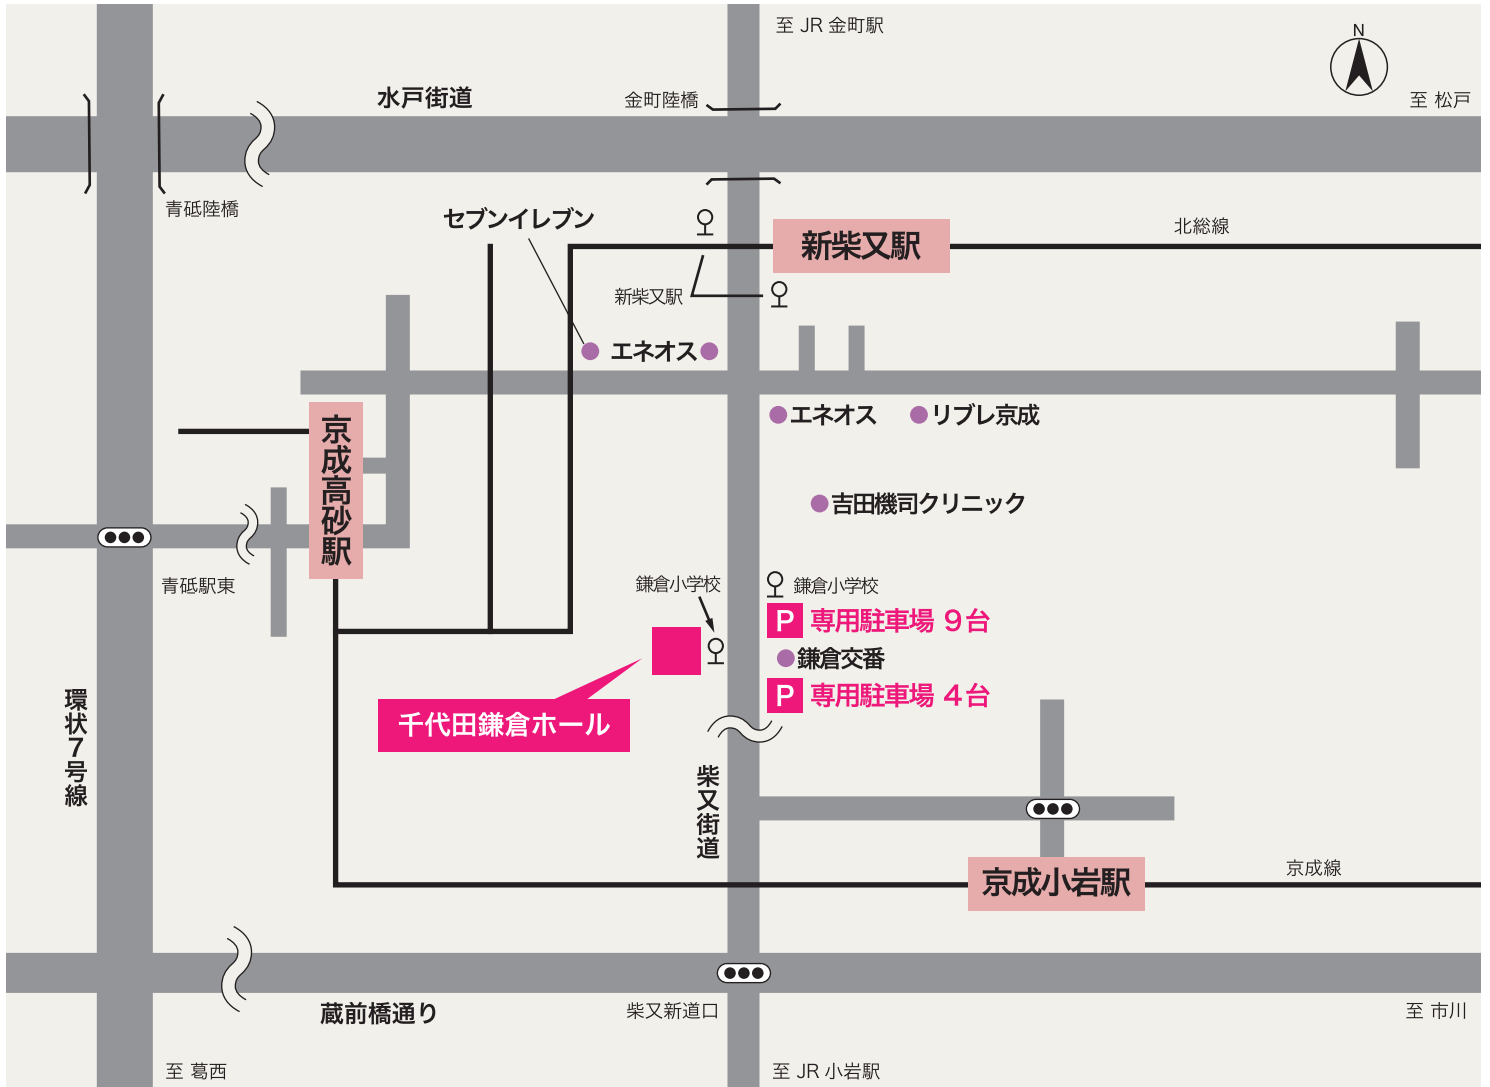 至 JR 金町駅
N
水戸街道
金町陸橋
至 松戸
青砥陸橋
セブンイレブン
新柴又駅
北総線
新柴又駅
エネオス
京成高砂駅
エネオス
リブレ京成
吉田機司クリニック
青砥駅東
鎌倉小学校
鎌倉小学校
P 専用駐車場 9台
鎌倉交番
P 専用駐車場 4台
千代田鎌倉ホール
環状7号線
柴又街道
京成小岩駅
京成線
蔵前橋通り
柴又新道口
至 市川
至 葛西
至 JR 小岩駅